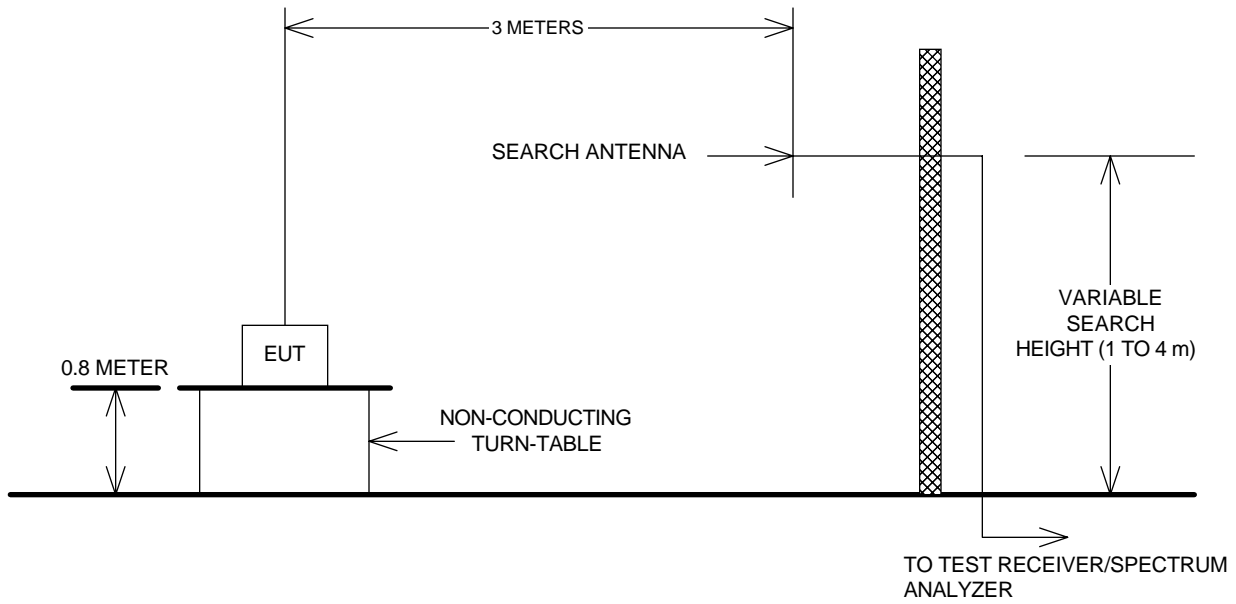 3 METERS
SEARCH ANTENNA
VARIABLE
SEARCH
HEIGHT (1 TO 4 m)
EUT
0.8 METER
NON-CONDUCTING
TURN-TABLE
TO TEST RECEIVER/SPECTRUM
ANALYZER